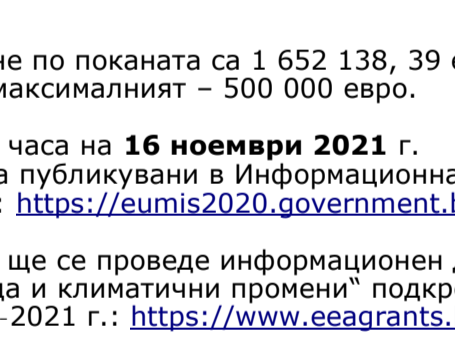 не по поканата са 1 652 138, 39 е
максималният – 500 000 евро.
часа на 16 ноември 2021 г.
а публикувани в Информационна
: https://eumis2020.government.b
ще се проведе информационен
да и климатични промени“ подкре
–2021 г.: https://www.eeagrants.